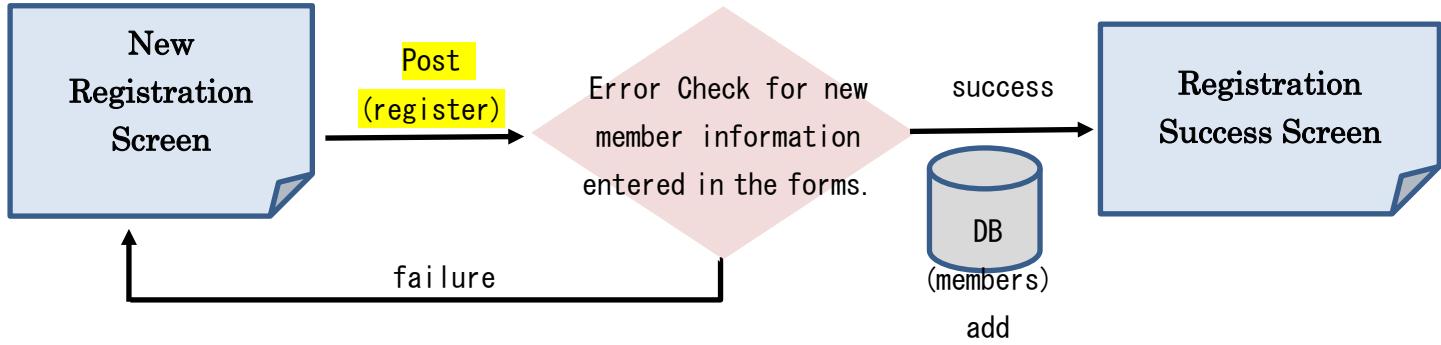 New
Registration
Screen
Post
(register)
Error Check for new
member information
entered in the forms.
success
DB
(members)
add
Registration
Success Screen
failure